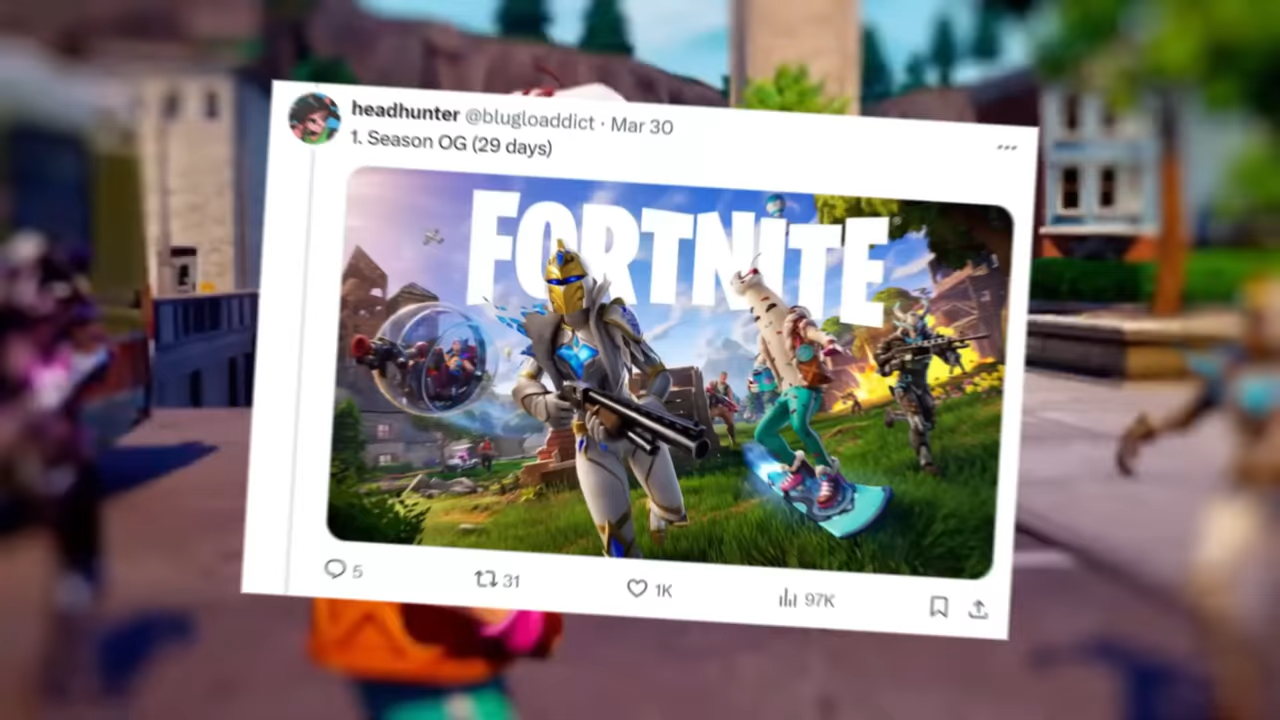 headhunter @blugloaddict · Mar 30
1. Season OG (29 days)
FORTNITE
5 31 1K 97K